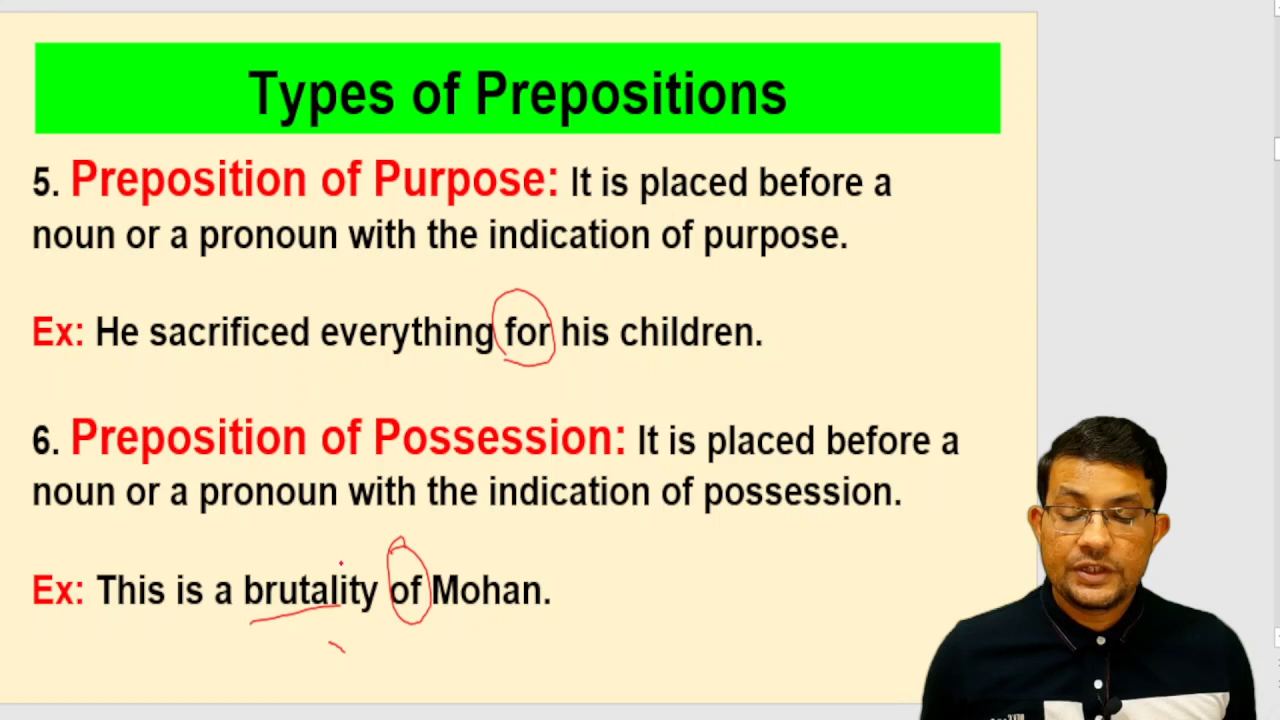 Types of Prepositions
5. Preposition of Purpose: It is placed before a
noun or a pronoun with the indication of purpose.
Ex: He sacrificed everything for his children.
6. Preposition of Possession: It is placed before a
noun or a pronoun with the indication of possession.
Ex: This is a brutality of Mohan.